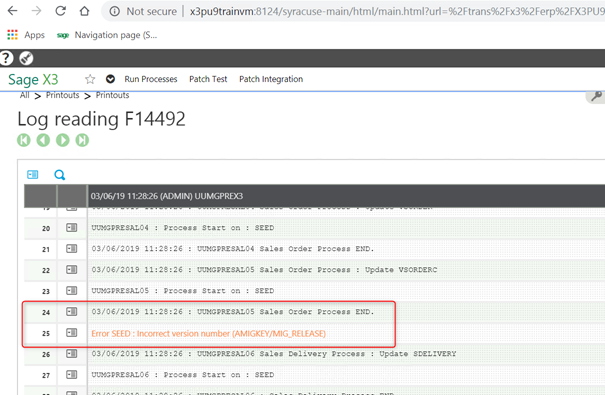 Not secure | x3pu9trainvm:8124/syracuse-main/html/main.html?url=%2Ftrans%2Fx3%2Ferp%2FX3PU9
Apps sage Navigation page (S...
?
Sage X3 Run Processes Patch Test Patch Integration
All > Printouts > Printouts
Log reading F14492
03/06/19 11:28:26 (ADMIN) UUMGPREX3
20 UUMGPRESAL04 : Process Start on : SEED
21 03/06/2019 11:28:26 : UUMGPRESAL04 Sales Order Process END.
22 03/06/2019 11:28:26 : UUMGPRESAL05 Sales Order Process : Update VSORDERC
23 UUMGPRESAL05 : Process Start on : SEED
24 03/06/2019 11:28:26 : UUMGPRESAL05 Sales Order Process END.
25 Error SEED : Incorrect version number (AMIGKEY/MIG_RELEASE)
26 03/06/2019 11:28:26 : UUMGPRESAL06 Sales Delivery Process : Update SDELIVERY
27 UUMGPRESAL06 : Process Start on : SEED